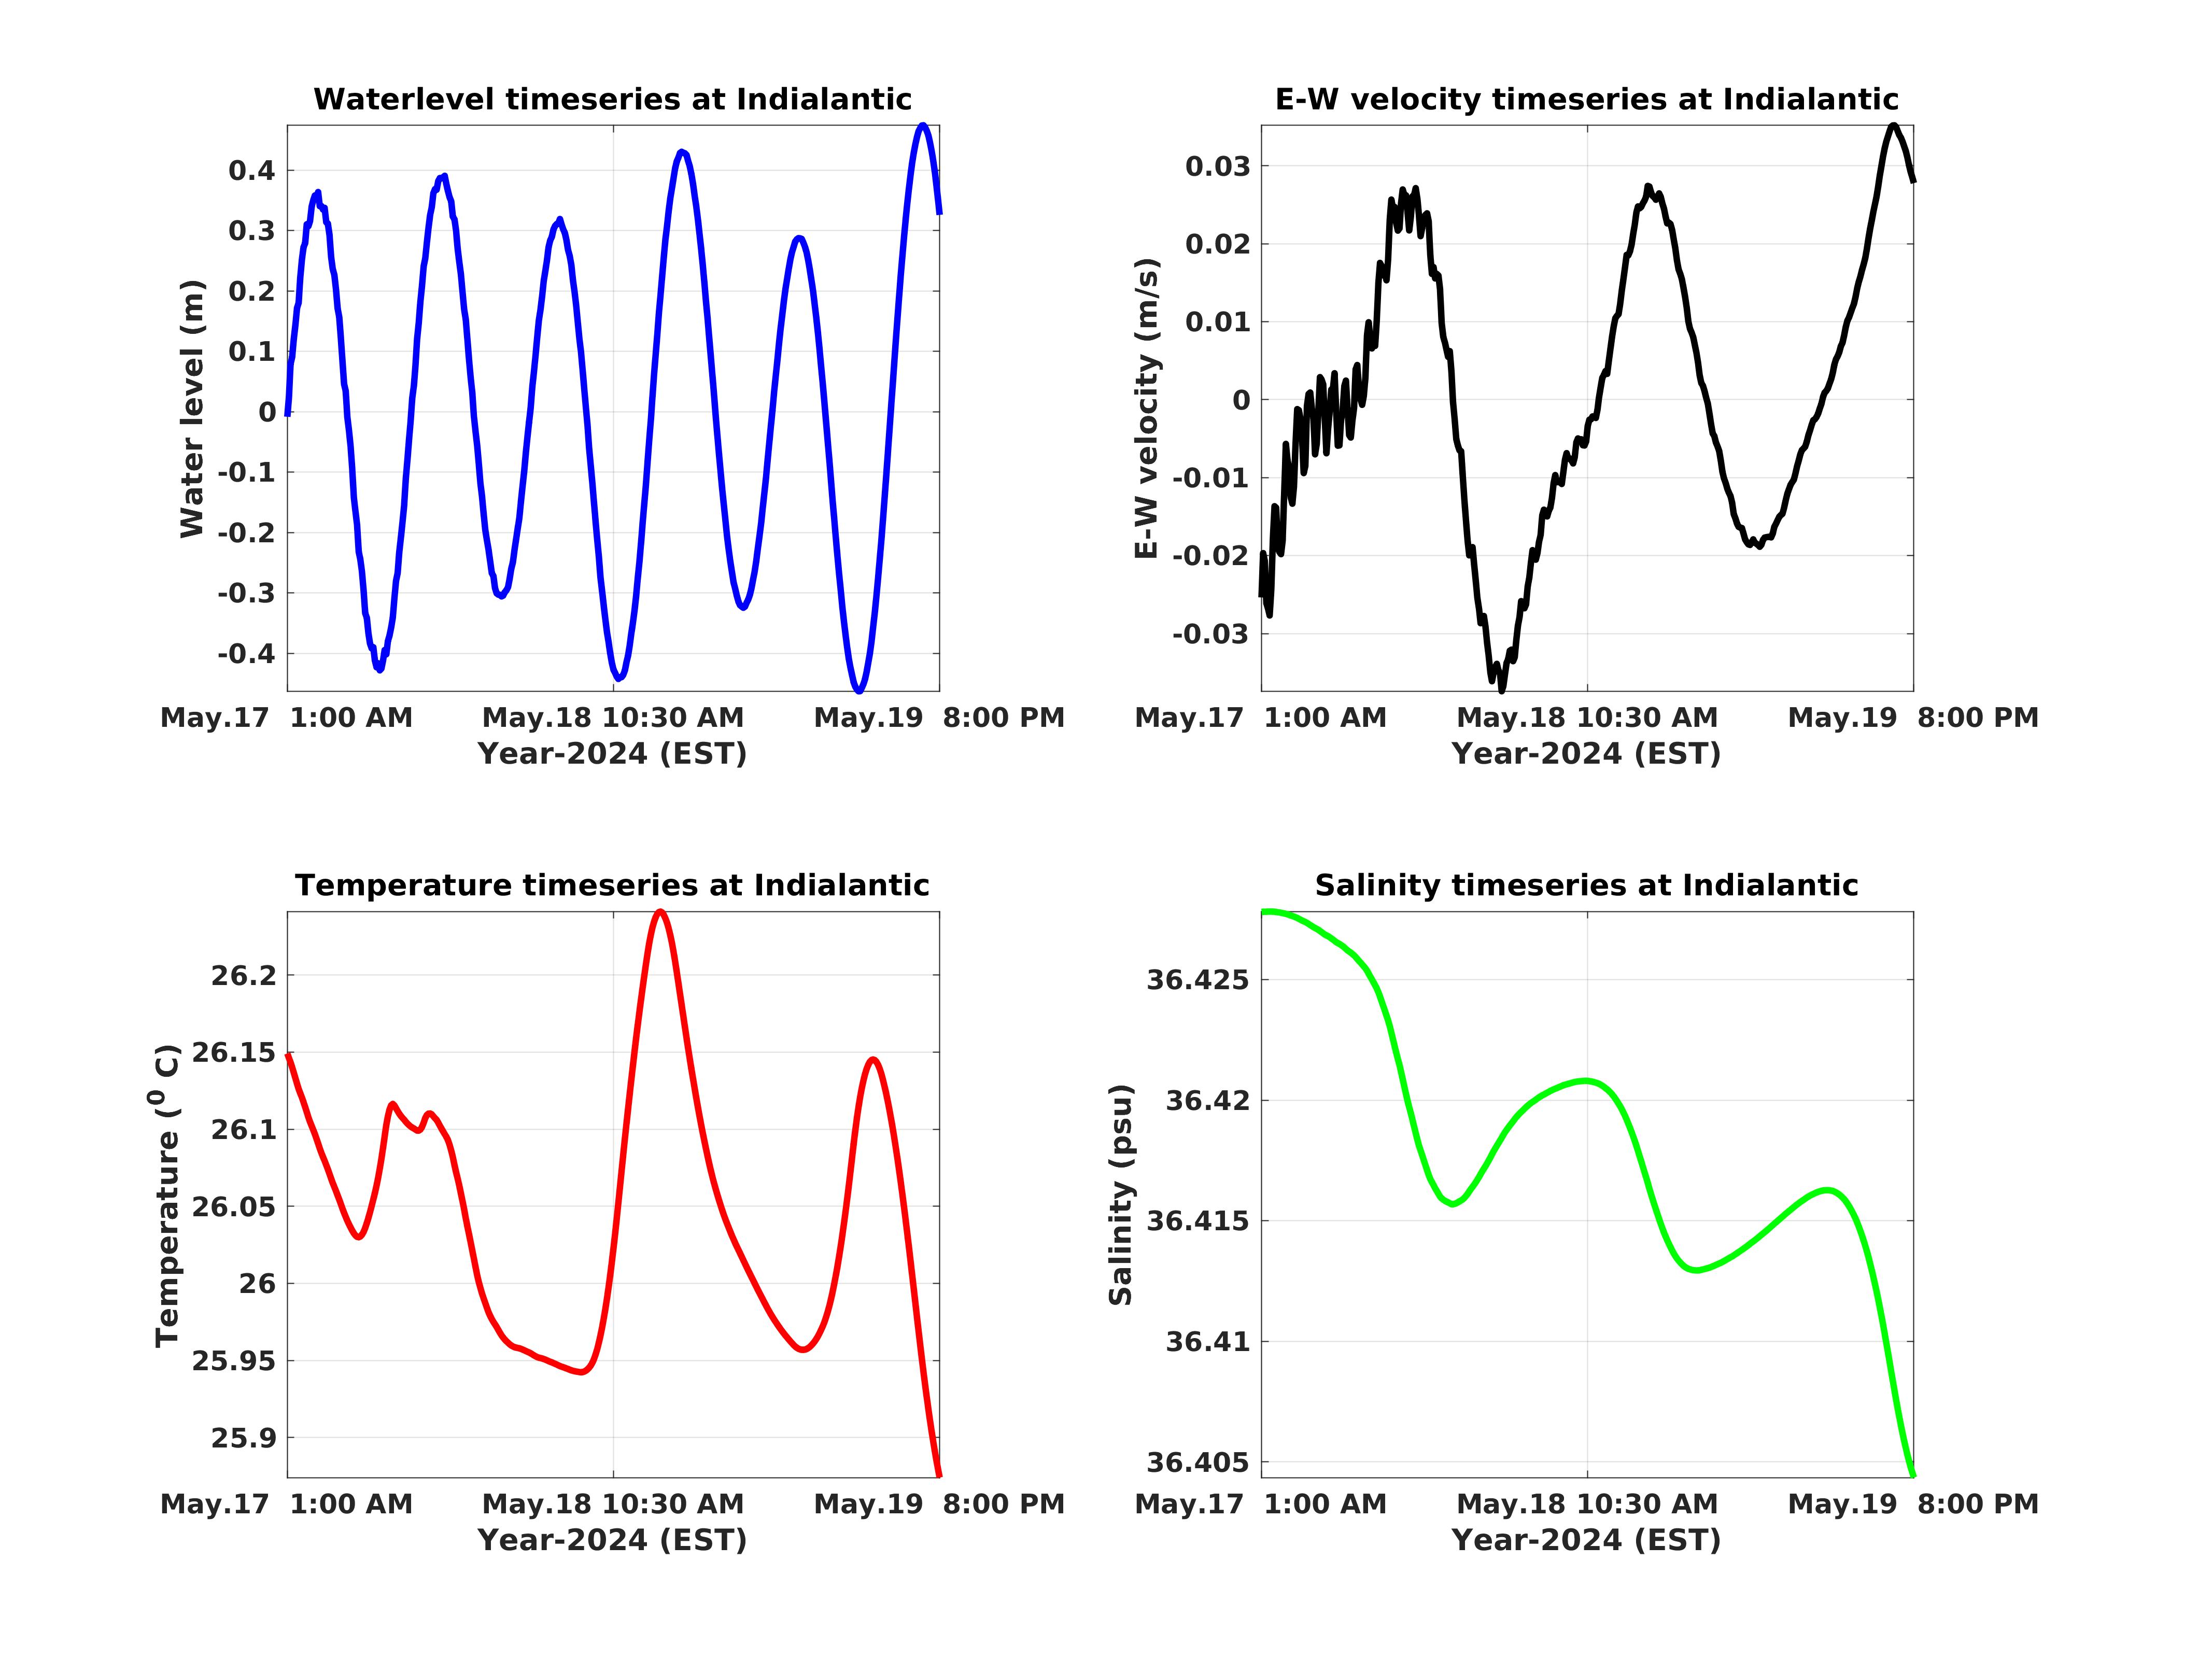 Waterlevel timeseries at Indialantic
Water level (m)
0.4
0.3
0.2
0.1
0
-0.1
-0.2
-0.3
-0.4
May.17 1:00 AM May.18 10:30 AM May.19 8:00 PM
Year-2024 (EST)
E-W velocity timeseries at Indialantic
E-W velocity (m/s)
0.03
0.02
0.01
0
-0.01
-0.02
-0.03
May.17 1:00 AM May.18 10:30 AM May.19 8:00 PM
Year-2024 (EST)
Temperature timeseries at Indialantic
Temperature (⁰ C)
26.2
26.15
26.1
26.05
26
25.95
25.9
May.17 1:00 AM May.18 10:30 AM May.19 8:00 PM
Year-2024 (EST)
Salinity timeseries at Indialantic
Salinity (psu)
36.425
36.42
36.415
36.41
36.405
May.17 1:00 AM May.18 10:30 AM May.19 8:00 PM
Year-2024 (EST)